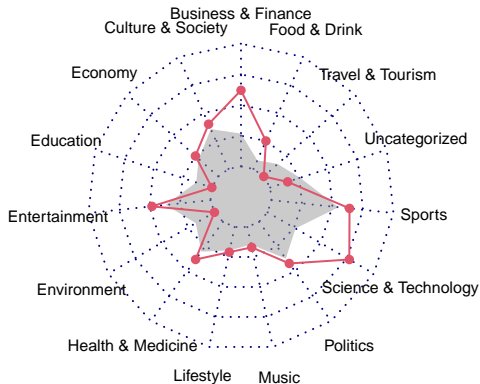 Business & Finance
Culture & Society
Food & Drink
Economy
Travel & Tourism
Education
Uncategorized
Entertainment
Sports
Environment
Science & Technology
Health & Medicine
Politics
Lifestyle
Music